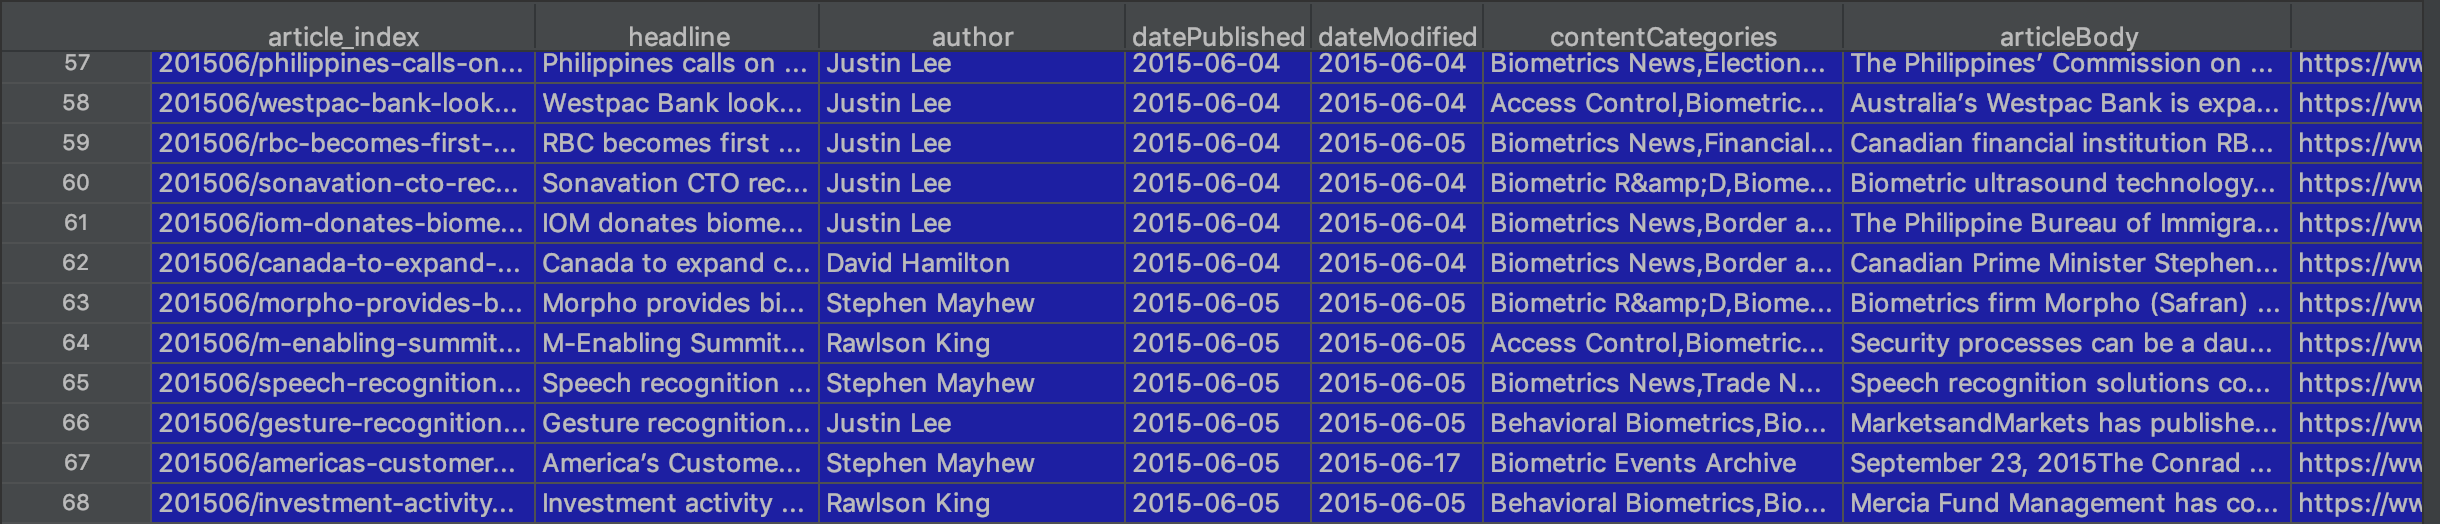 article_index headline author datePublished dateModified contentCategories articleBody
57 201506/philippines-calls-on... Philippines calls on ... Justin Lee 2015-06-04 2015-06-04 Biometrics News,Election... The Philippines’ Commission on ... https://ww
58 201506/westpac-bank-look... Westpac Bank look... Justin Lee 2015-06-04 2015-06-04 Access Control,Biometric... Australia’s Westpac Bank is expa... https://ww
59 201506/rbc-becomes-first-... RBC becomes first ... Justin Lee 2015-06-04 2015-06-05 Biometrics News,Financial... Canadian financial institution RB... https://ww
60 201506/sonavation-cto-rec... Sonavation CTO rec... Justin Lee 2015-06-04 2015-06-04 Biometric R&amp;D,Biome... Biometric ultrasound technology... https://ww
61 201506/iom-donates-biome... IOM donates biome... Justin Lee 2015-06-04 2015-06-04 Biometrics News,Border a... The Philippine Bureau of Immigra... https://ww
62 201506/canada-to-expand-... Canada to expand c... David Hamilton 2015-06-04 2015-06-04 Biometrics News,Border a... Canadian Prime Minister Stephen... https://ww
63 201506/morpho-provides-b... Morpho provides bi... Stephen Mayhew 2015-06-05 2015-06-05 Biometric R&amp;D,Biome... Biometrics firm Morpho (Safran) ... https://ww
64 201506/m-enabling-summit... M-Enabling Summit... Rawlson King 2015-06-05 2015-06-05 Access Control,Biometric... Security processes can be a dau... https://ww
65 201506/speech-recognition... Speech recognition ... Stephen Mayhew 2015-06-05 2015-06-05 Biometrics News,Trade N... Speech recognition solutions co... https://ww
66 201506/gesture-recognition... Gesture recognition... Justin Lee 2015-06-05 2015-06-05 Behavioral Biometrics,Bio... MarketsandMarkets has publishe... https://ww
67 201506/americas-customer... America’s Custome... Stephen Mayhew 2015-06-05 2015-06-17 Biometric Events Archive September 23, 2015The Conrad ... https://ww
68 201506/investment-activity... Investment activity ... Rawlson King 2015-06-05 2015-06-05 Behavioral Biometrics,Bio... Mercia Fund Management has co... https://ww